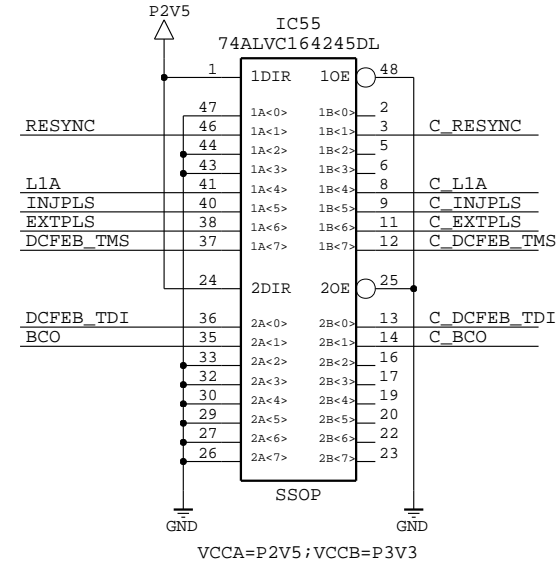 P2V5
IC55
74ALVC164245DL
1 1DIR 1OE 48
47 1A<0> 1B<0> 2
RESYNC 46 1A<1> 1B<1> 3 C_RESYNC
44 1A<2> 1B<2> 5
43 1A<3> 1B<3> 6
L1A 41 1A<4> 1B<4> 8 C_L1A
INJPLS 40 1A<5> 1B<5> 9 C_INJPLS
EXTPLS 38 1A<6> 1B<6> 11 C_EXTPLS
DCFEB_TMS 37 1A<7> 1B<7> 12 C_DCFEB_TMS
24 2DIR 2OE 25
DCFEB_TDI 36 2A<0> 2B<0> 13 C_DCFEB_TDI
BCO 35 2A<1> 2B<1> 14 C_BCO
33 2A<2> 2B<2> 16
32 2A<3> 2B<3> 17
30 2A<4> 2B<4> 19
29 2A<5> 2B<5> 20
27 2A<6> 2B<6> 22
26 2A<7> 2B<7> 23
SSOP
GND GND
VCCA=P2V5;VCCB=P3V3